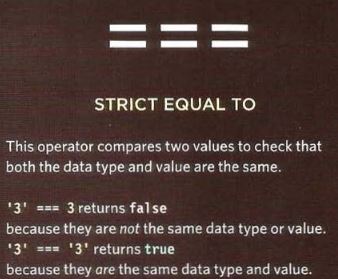 ===
STRICT EQUAL TO
This operator compares two values to check that
both the data type and value are the same.
'3' === 3 returns false
because they are not the same data type or value.
'3' === '3' returns true
because they are the same data type and value.